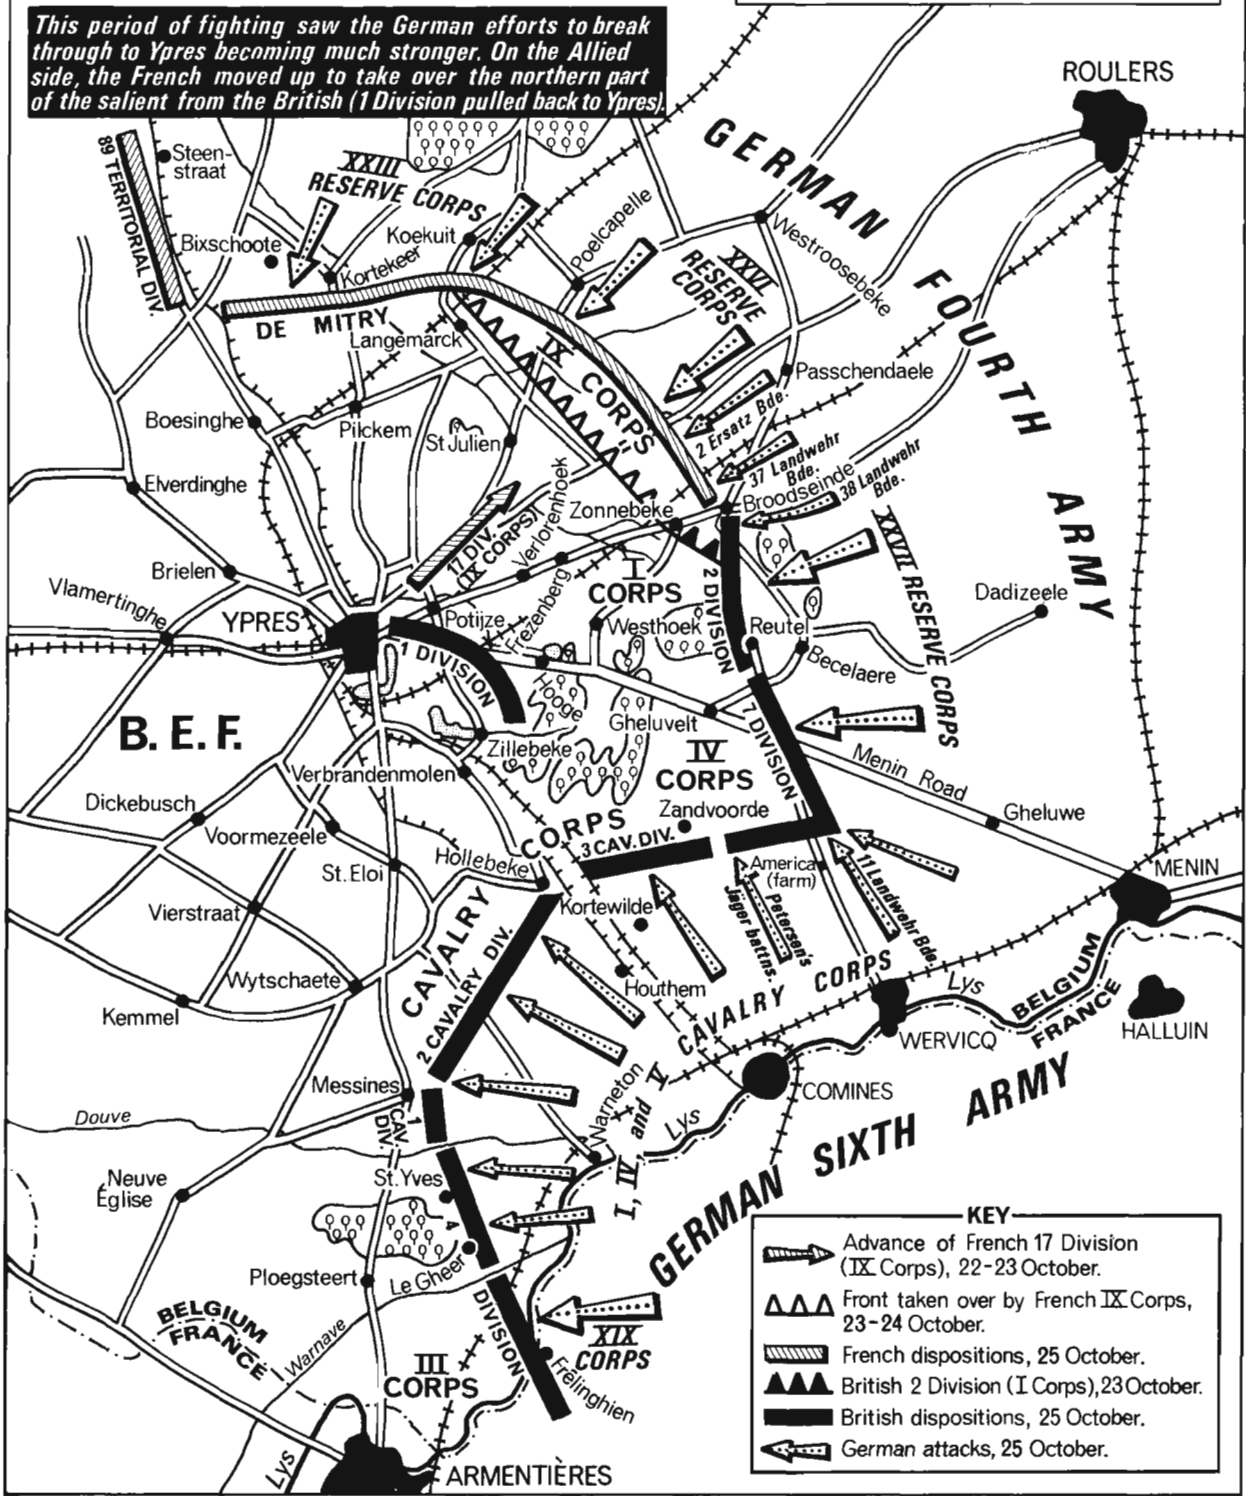 This period of fighting saw the German efforts to break
through to Ypres becoming much stronger. On the Allied
side, the French moved up to take over the northern part
of the salient from the British (1 Division pulled back to Ypres).
ROULERS
GERMAN FOURTH ARMY
89 TERRITORIAL DIV.
Steen-
straat
XXIII
RESERVE CORPS
Bixschoote
Koekuit
Kortekeer
Poelcapelle
Westroosebeke
XXVI
RESERVE
CORPS
DE MITRY
Langemarck
IX CORPS
Passchendaele
2 Ersatz Bde.
Boesinghe
Pilckem
St Julien
37 Landwehr
Bde.
Broodseinde
38 Landwehr
Bde.
Elverdinghe
Zonnebeke
Verlorenhoek
17 DIV.
(IX CORPS)
Frezenberg
I
CORPS
2 DIVISION
XXVII RESERVE CORPS
Dadizeele
Brielen
Vlamertinghe
YPRES
Potijze
Westhoek
Reutel
Becelaere
1 DIVISION
Hooge
Gheluvelt
7 DIVISION
B.E.F.
Zillebeke
IV
CORPS
Menin Road
Verbrandenmolen
Zandvoorde
Gheluwe
Dickebusch
Voormezeele
CAVALRY CORPS
3 CAV. DIV.
Hollebeke
St. Eloi
America
(farm)
11 Landwehr Bde.
MENIN
Kortewilde
Petersen's
Jäger battns.
Vierstraat
2 CAVALRY DIV.
Wytschaete
Houthem
I, IV, and V CAVALRY CORPS
Lys
BELGIUM
FRANCE
Kemmel
WERVICQ
HALLUIN
Messines
Warneton
COMINES
Douve
1
CAV.
DIV.
Lys
GERMAN SIXTH ARMY
Neuve
Église
St. Yves
4 DIVISION
Ploegsteert
Le Gheer
BELGIUM
FRANCE
Warnave
XIX
CORPS
III
CORPS
Frélinghien
Lys
ARMENTIÈRES
KEY
Advance of French 17 Division
(IX Corps), 22-23 October.
Front taken over by French IX Corps,
23-24 October.
French dispositions, 25 October.
British 2 Division (I Corps), 23 October.
British dispositions, 25 October.
German attacks, 25 October.